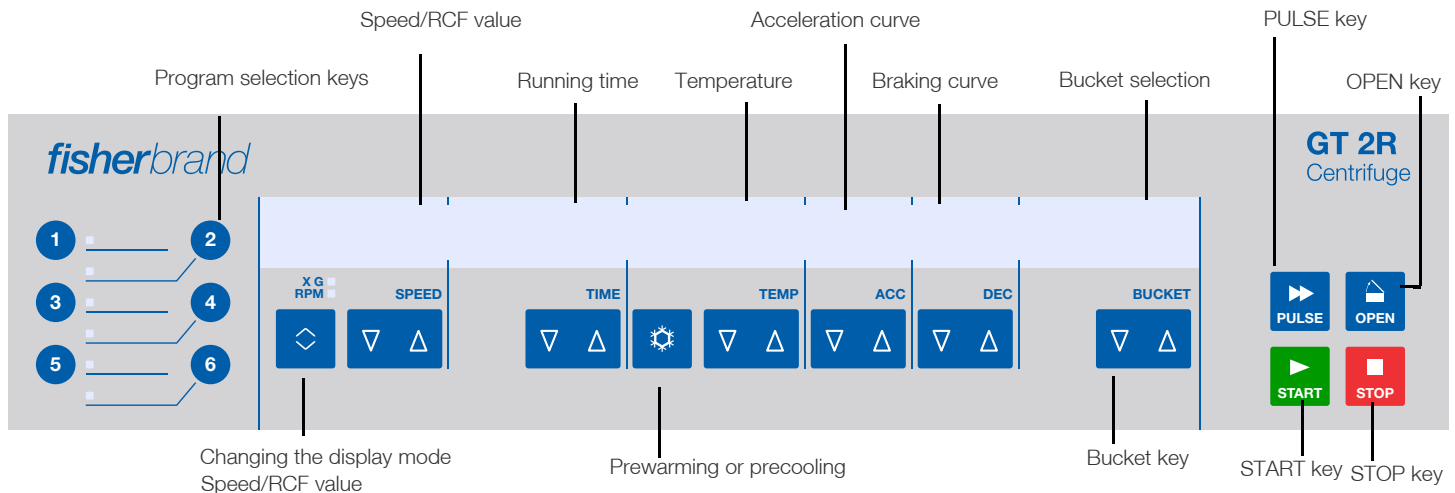 Speed/RCF value
Acceleration curve
PULSE key
Program selection keys
Running time
Temperature
Braking curve
Bucket selection
OPEN key
fisherbrand
GT 2R
Centrifuge
1
2
3
4
5
6
X G
RPM
SPEED
TIME
TEMP
ACC
DEC
BUCKET
PULSE
OPEN
START
STOP
Changing the display mode
Speed/RCF value
Prewarming or precooling
Bucket key
START key
STOP key